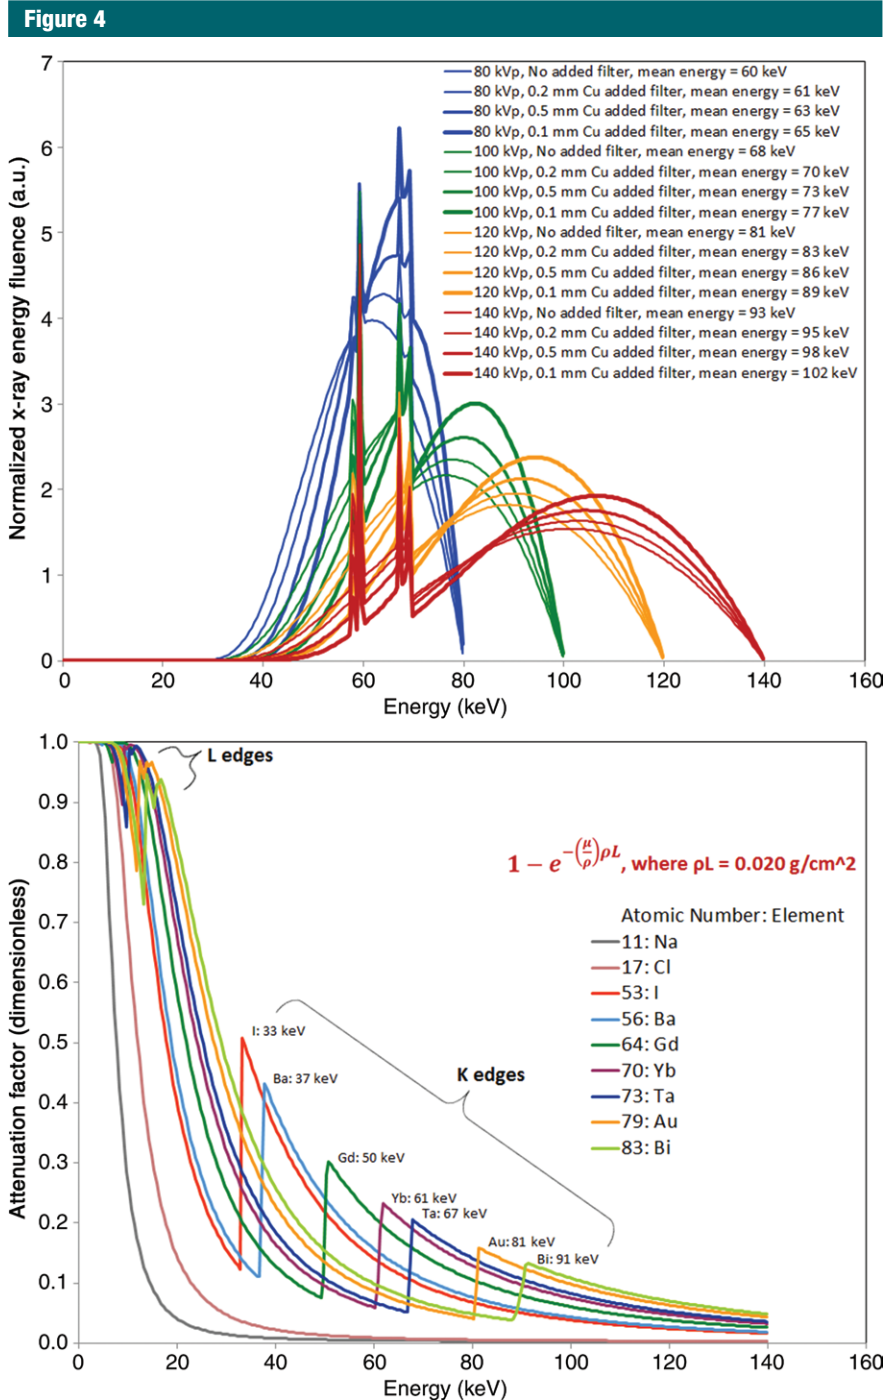 Figure 4
7
6
5
4
3
2
1
0
Normalized x-ray energy fluence (a.u.)
80 kVp, No added filter, mean energy = 60 keV
80 kVp, 0.2 mm Cu added filter, mean energy = 61 keV
80 kVp, 0.5 mm Cu added filter, mean energy = 63 keV
80 kVp, 0.1 mm Cu added filter, mean energy = 65 keV
100 kVp, No added filter, mean energy = 68 keV
100 kVp, 0.2 mm Cu added filter, mean energy = 70 keV
100 kVp, 0.5 mm Cu added filter, mean energy = 73 keV
100 kVp, 0.1 mm Cu added filter, mean energy = 77 keV
120 kVp, No added filter, mean energy = 81 keV
120 kVp, 0.2 mm Cu added filter, mean energy = 83 keV
120 kVp, 0.5 mm Cu added filter, mean energy = 86 keV
120 kVp, 0.1 mm Cu added filter, mean energy = 89 keV
140 kVp, No added filter, mean energy = 93 keV
140 kVp, 0.2 mm Cu added filter, mean energy = 95 keV
140 kVp, 0.5 mm Cu added filter, mean energy = 98 keV
140 kVp, 0.1 mm Cu added filter, mean energy = 102 keV
0 20 40 60 80 100 120 140 160
Energy (keV)
1.0
0.9
0.8
0.7
0.6
0.5
0.4
0.3
0.2
0.1
0.0
Attenuation factor (dimensionless)
L edges
1 − e^−(μ/ρ)ρL, where ρL = 0.020 g/cm^2
Atomic Number: Element
11: Na
17: Cl
53: I
56: Ba
64: Gd
70: Yb
73: Ta
79: Au
83: Bi
I: 33 keV
Ba: 37 keV
K edges
Gd: 50 keV
Yb: 61 keV
Ta: 67 keV
Au: 81 keV
Bi: 91 keV
0 20 40 60 80 100 120 140 160
Energy (keV)